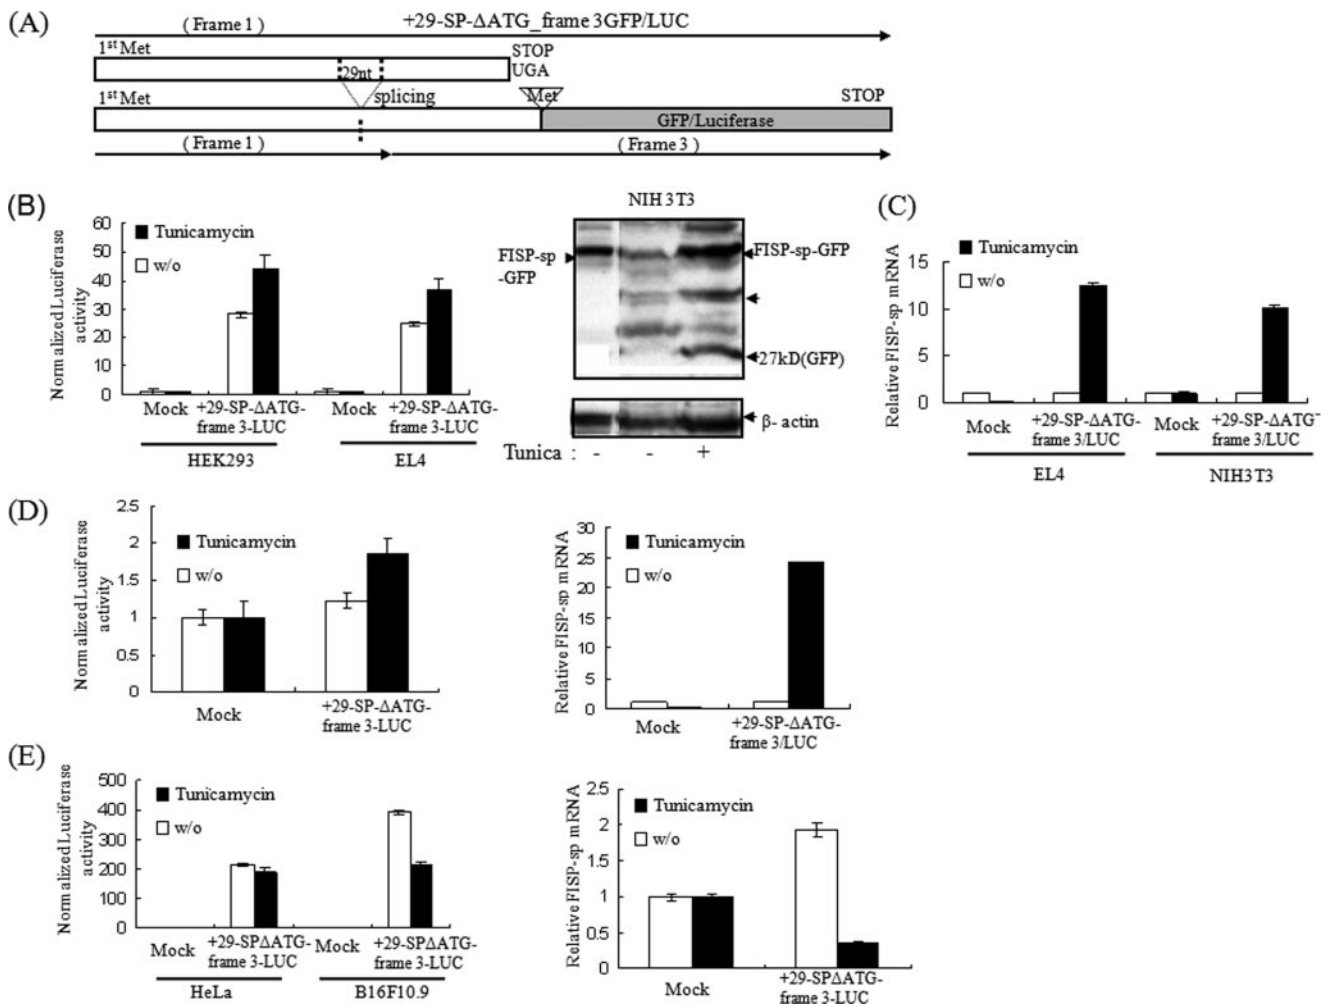 (A)
(Frame 1)
+29-SP-ΔATG_frame 3GFP/LUC
1st Met
STOP
29nt
UGA
1st Met
splicing
Met
STOP
GFP/Luciferase
(Frame 1)
(Frame 3)
(B)
Normalized Luciferase
activity
60
50
40
30
20
10
0
Tunicamycin
w/o
Mock
+29-SP-ΔATG-
frame 3-LUC
Mock
+29-SP-ΔATG-
frame 3-LUC
HEK293
EL4
NIH 3T3
FISP-sp
-GFP
FISP-sp-GFP
27kD(GFP)
β- actin
Tunica : - - +
(C)
Relative FISP-sp mRNA
15
10
5
0
Tunicamycin
w/o
Mock
+29-SP-ΔATG-
frame 3/LUC
Mock
+29-SP-ΔATG-
frame 3/LUC
EL4
NIH3T3
(D)
Normalized Luciferase
activity
2.5
2
1.5
1
0.5
0
Tunicamycin
w/o
Mock
+29-SP-ΔATG-
frame 3-LUC
Relative FISP-sp mRNA
30
25
20
15
10
5
0
Tunicamycin
w/o
Mock
+29-SP-ΔATG-
frame 3/LUC
(E)
Normalized Luciferase
activity
500
400
300
200
100
0
Tunicamycin
w/o
Mock
+29-SPΔATG-
frame 3-LUC
Mock
+29-SPΔATG-
frame 3-LUC
HeLa
B16F10.9
Relative FISP-sp mRNA
2.5
2
1.5
1
0.5
0
Tunicamycin
w/o
Mock
+29-SPΔATG-
frame 3-LUC